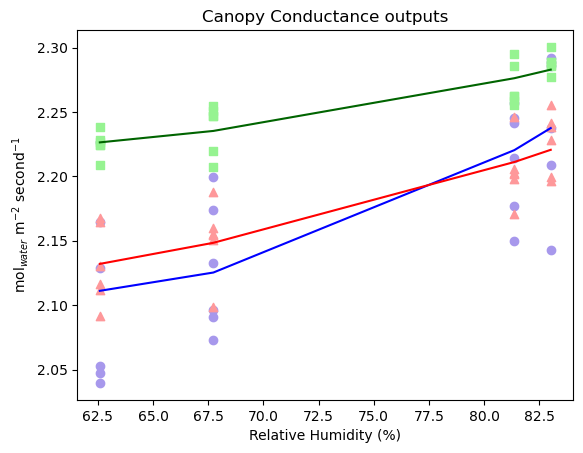 Canopy Conductance outputs
2.30
2.25
2.20
2.15
2.10
2.05
mol_water m⁻² second⁻¹
62.5 65.0 67.5 70.0 72.5 75.0 77.5 80.0 82.5
Relative Humidity (%)